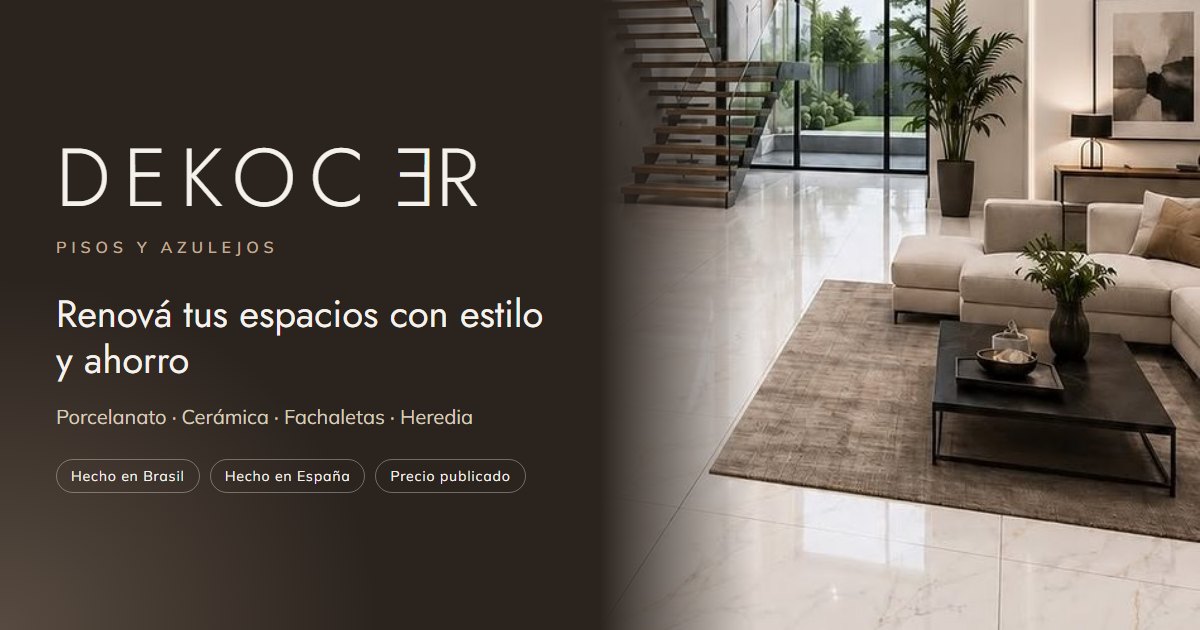 DEKOC ƎR
PISOS Y AZULEJOS
Renová tus espacios con estilo
y ahorro
Porcelanato · Cerámica · Fachaletas · Heredia
Hecho en Brasil Hecho en España Precio publicado